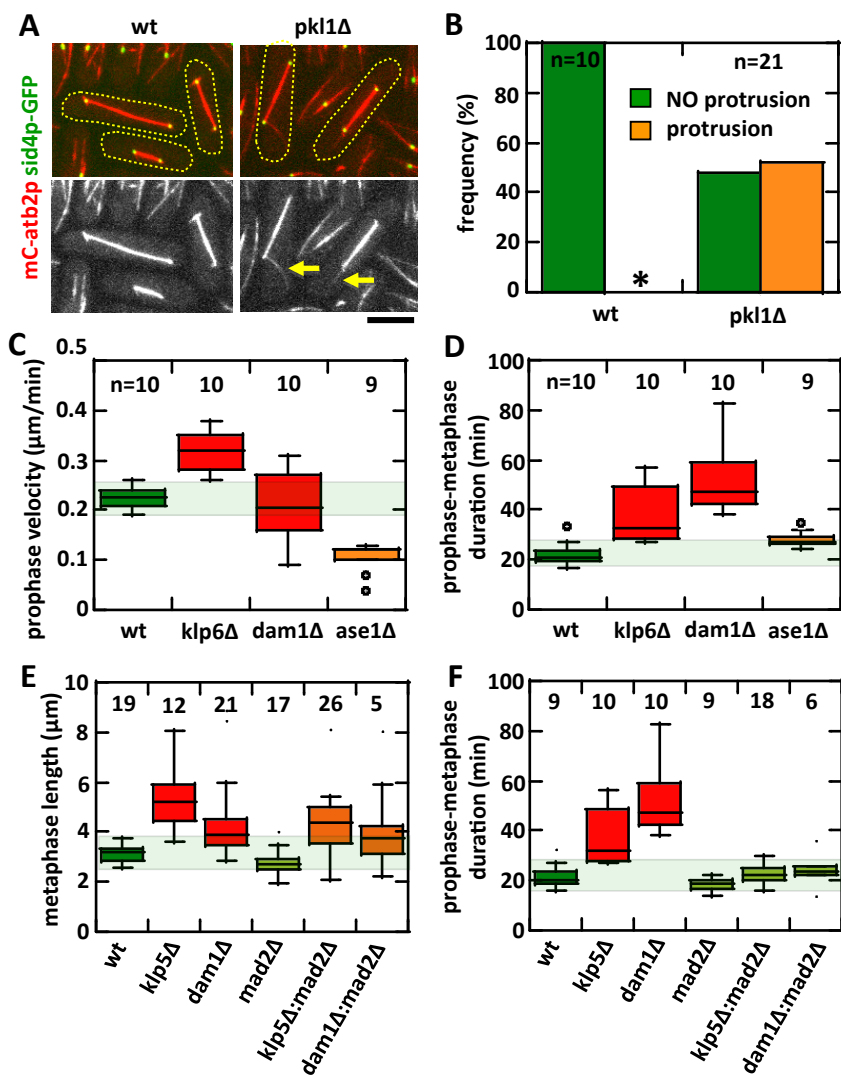 A
wt
pkl1Δ
mC-atb2p sid4p-GFP
B
n=10
n=21
NO protrusion
protrusion
*
frequency (%)
100
80
60
40
20
0
wt
pkl1Δ
C
n=10
10
10
9
prophase velocity (μm/min)
0.5
0.4
0.3
0.2
0.1
0
wt
klp6Δ
dam1Δ
ase1Δ
D
n=10
10
10
9
prophase-metaphase
duration (min)
100
80
60
40
20
0
wt
klp6Δ
dam1Δ
ase1Δ
E
19
12
21
17
26
5
metaphase length (μm)
10
8
6
4
2
0
wt
klp5Δ
dam1Δ
mad2Δ
klp5Δ:mad2Δ
dam1Δ:mad2Δ
F
9
10
10
9
18
6
prophase-metaphase
duration (min)
100
80
60
40
20
0
wt
klp5Δ
dam1Δ
mad2Δ
klp5Δ:mad2Δ
dam1Δ:mad2Δ